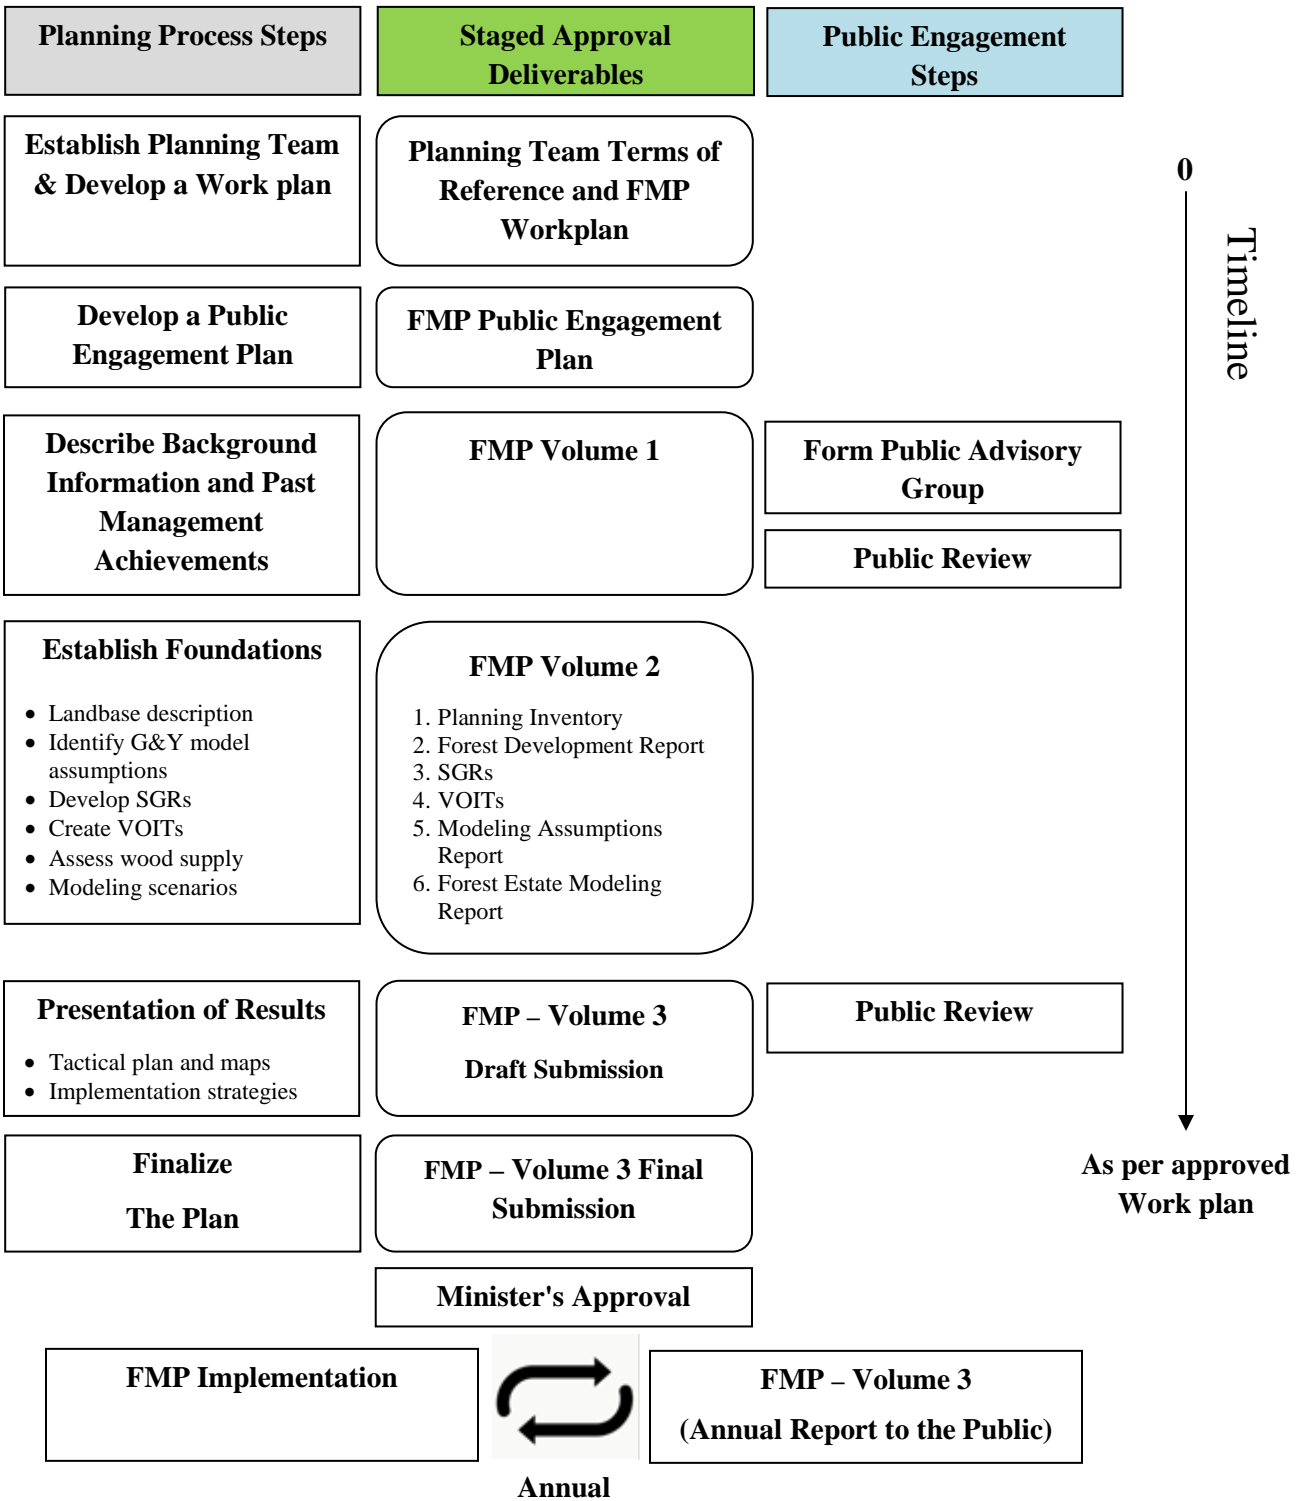 Planning Process Steps
Staged Approval
Deliverables
Public Engagement
Steps
Establish Planning Team
& Develop a Work plan
Planning Team Terms of
Reference and FMP
Workplan
0
Timeline
Develop a Public
Engagement Plan
FMP Public Engagement
Plan
Describe Background
Information and Past
Management
Achievements
FMP Volume 1
Form Public Advisory
Group
Public Review
Establish Foundations
• Landbase description
• Identify G&Y model
assumptions
• Develop SGRs
• Create VOITs
• Assess wood supply
• Modeling scenarios
FMP Volume 2
1. Planning Inventory
2. Forest Development Report
3. SGRs
4. VOITs
5. Modeling Assumptions
Report
6. Forest Estate Modeling
Report
Presentation of Results
• Tactical plan and maps
• Implementation strategies
FMP – Volume 3
Draft Submission
Public Review
Finalize
The Plan
FMP – Volume 3 Final
Submission
As per approved
Work plan
Minister's Approval
FMP Implementation
FMP – Volume 3
(Annual Report to the Public)
Annual